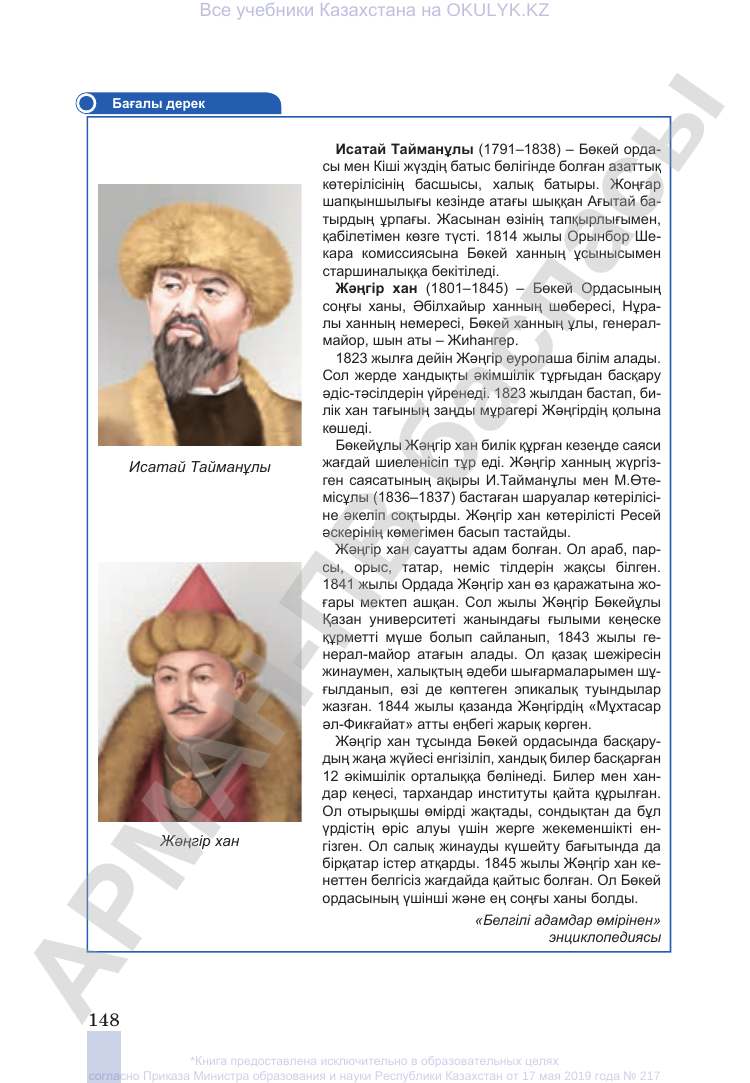 Все учебники Казахстана на OKULYK.KZ
Бағалы дерек
Исатай Тайманұлы (1791–1838) – Бөкей орда-
сы мен Кіші жүздің батыс бөлігінде болған азаттық
көтерілісінің басшысы, халық батыры. Жоңғар
шапқыншылығы кезінде атағы шыққан Ағытай ба-
тырдың ұрпағы. Жасынан өзінің тапқырлығымен,
қабілетімен көзге түсті. 1814 жылы Орынбор Ше-
кара комиссиясына Бөкей ханның ұсынысымен
старшиналыққа бекітіледі.
Жәңгір хан (1801–1845) – Бөкей Ордасының
соңғы ханы, Әбілхайыр ханның шөбересі, Нұра-
лы ханның немересі, Бөкей ханның ұлы, генерал-
майор, шын аты – Жиһангер.
1823 жылға дейін Жәңгір еуропаша білім алады.
Сол жерде хандықты әкімшілік тұрғыдан басқару
әдіс-тәсілдерін үйренеді. 1823 жылдан бастап, би-
лік хан тағының заңды мұрагері Жәңгірдің қолына
көшеді.
Бөкейұлы Жәңгір хан билік құрған кезеңде саяси
жағдай шиеленісіп тұр еді. Жәңгір ханның жүргіз-
ген саясатының ақыры И.Тайманұлы мен М.Өте-
місұлы (1836–1837) бастаған шаруалар көтерілісі-
не әкеліп соқтырды. Жәңгір хан көтерілісті Ресей
әскерінің көмегімен басып тастайды.
Жәңгір хан сауатты адам болған. Ол араб, пар-
сы, орыс, татар, неміс тілдерін жақсы білген.
1841 жылы Ордада Жәңгір хан өз қаражатына жо-
ғары мектеп ашқан. Сол жылы Жәңгір Бөкейұлы
Қазан университеті жанындағы ғылыми кеңеске
құрметті мүше болып сайланып, 1843 жылы ге-
нерал-майор атағын алады. Ол қазақ шежіресін
жинаумен, халықтың әдеби шығармаларымен шұ-
ғылданып, өзі де көптеген эпикалық туындылар
жазған. 1844 жылы қазанда Жәңгірдің «Мұхтасар
әл-Фикғайат» атты еңбегі жарық көрген.
Жәңгір хан тұсында Бөкей ордасында басқару-
дың жаңа жүйесі енгізіліп, хандық билер басқарған
12 әкімшілік орталыққа бөлінеді. Билер мен хан-
дар кеңесі, тархандар институты қайта құрылған.
Ол отырықшы өмірді жақтады, сондықтан да бұл
үрдістің өріс алуы үшін жерге жекеменшікті ен-
гізген. Ол салық жинауды күшейту бағытында да
бірқатар істер атқарды. 1845 жылы Жәңгір хан ке-
неттен белгісіз жағдайда қайтыс болған. Ол Бөкей
ордасының үшінші және ең соңғы ханы болды.
«Белгілі адамдар өмірінен»
энциклопедиясы
Исатай Тайманұлы
Жәңгір хан
АРМАН-ПВ баспасы
148
*Книга предоставлена исключительно в образовательных целях
согласно Приказа Министра образования и науки Республики Казахстан от 17 мая 2019 года № 217